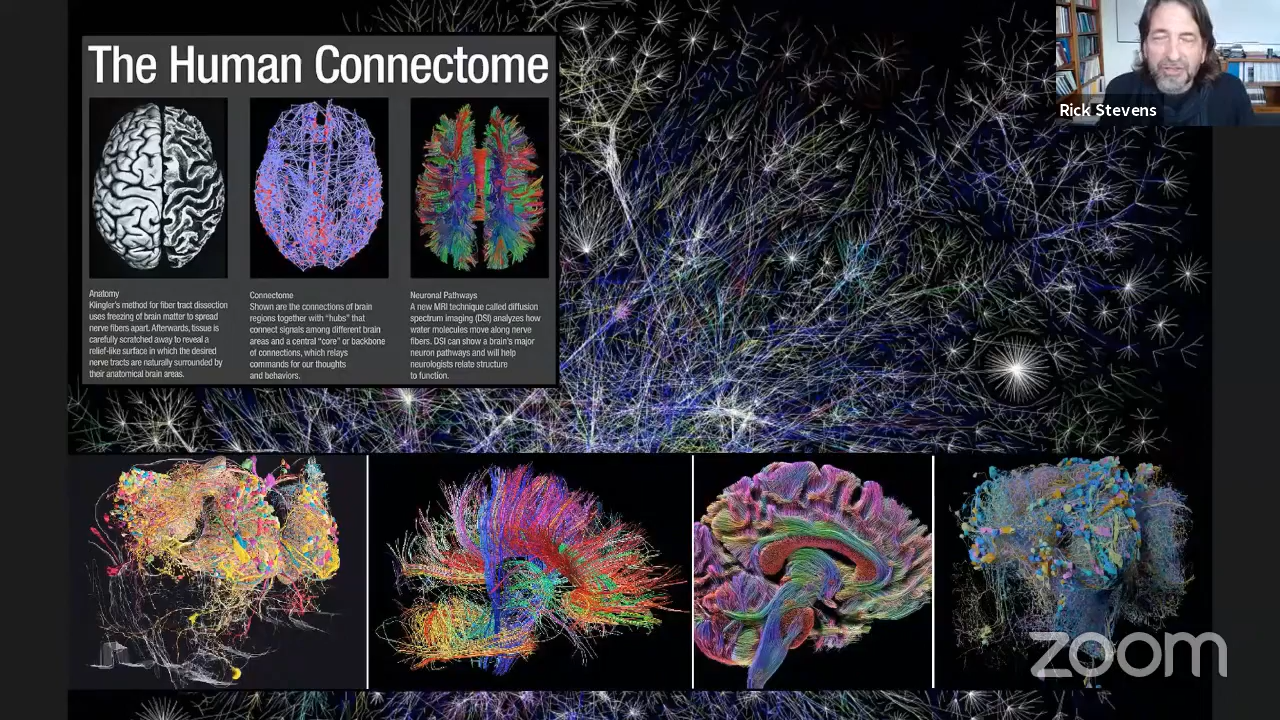 The Human Connectome
Anatomy
Klingler's method for fiber tract dissection
uses freezing of brain matter to spread
nerve fibers apart. Afterwards, tissue is
carefully scratched away to reveal a
relief-like surface in which the desired
nerve tracts are naturally surrounded by
their anatomical brain areas.
Connectome
Shown are the connections of brain
regions together with "hubs" that
connect signals among different brain
areas and a central "core" or backbone
of connections, which relays
commands for our thoughts
and behaviors.
Neuronal Pathways
A new MRI technique called diffusion
spectrum imaging (DSI) analyzes how
water molecules move along nerve
fibers. DSI can show a brain's major
neuron pathways and will help
neurologists relate structure
to function.
Rick Stevens
zoom